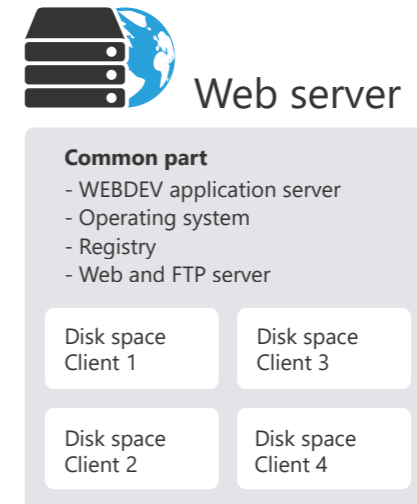 Web server
Common part
- WEBDEV application server
- Operating system
- Registry
- Web and FTP server
Disk space
Client 1
Disk space
Client 3
Disk space
Client 2
Disk space
Client 4